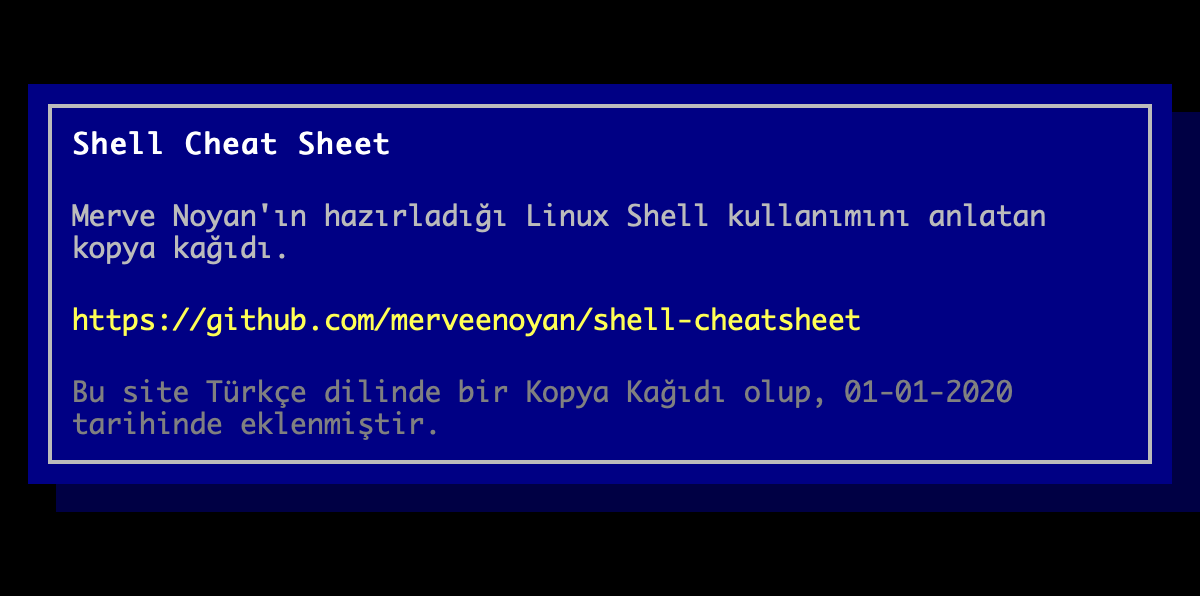 Shell Cheat Sheet
Merve Noyan'ın hazırladığı Linux Shell kullanımını anlatan
kopya kağıdı.
https://github.com/merveenoyan/shell-cheatsheet
Bu site Türkçe dilinde bir Kopya Kağıdı olup, 01-01-2020
tarihinde eklenmiştir.